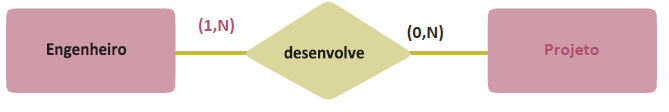 (1,N)
(0,N)
Engenheiro
desenvolve
Projeto